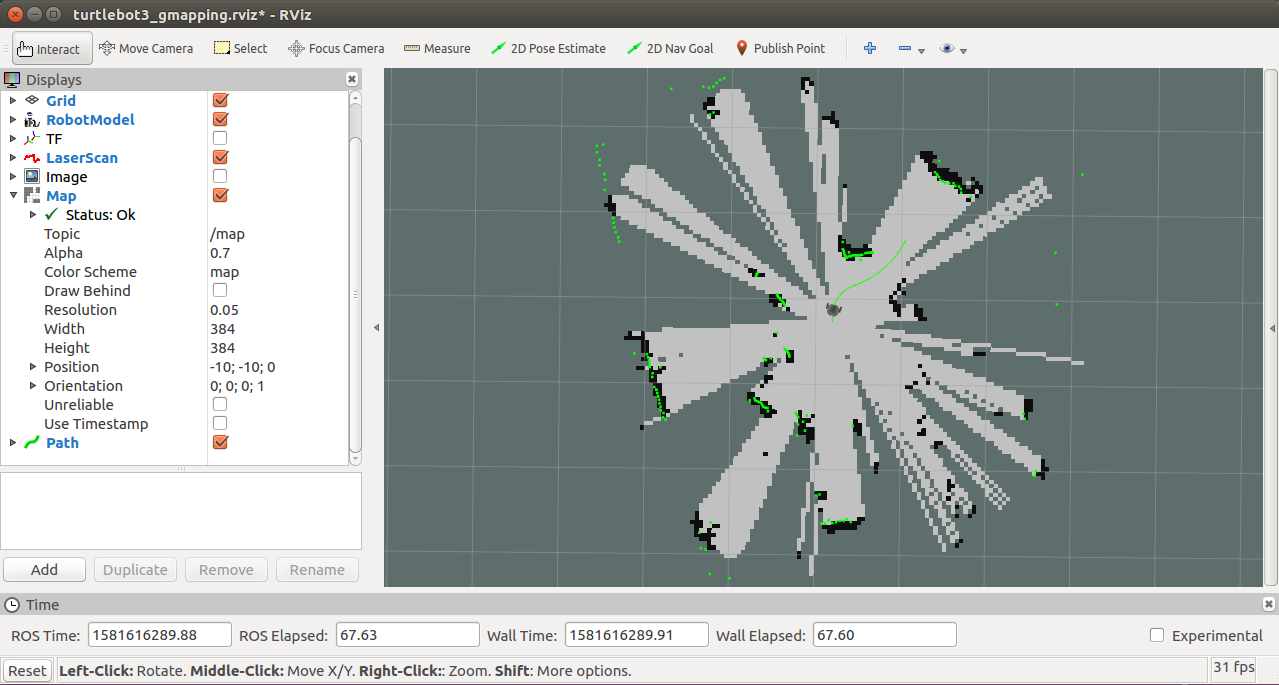 turtlebot3_gmapping.rviz* - RViz
Interact Move Camera Select Focus Camera Measure 2D Pose Estimate 2D Nav Goal Publish Point
Displays
Grid
RobotModel
TF
LaserScan
Image
Map
Status: Ok
Topic /map
Alpha 0.7
Color Scheme map
Draw Behind
Resolution 0.05
Width 384
Height 384
Position -10; -10; 0
Orientation 0; 0; 0; 1
Unreliable
Use Timestamp
Path
Add Duplicate Remove Rename
Time
ROS Time: 1581616289.88 ROS Elapsed: 67.63 Wall Time: 1581616289.91 Wall Elapsed: 67.60 Experimental
Reset Left-Click: Rotate. Middle-Click: Move X/Y. Right-Click:: Zoom. Shift: More options. 31 fps